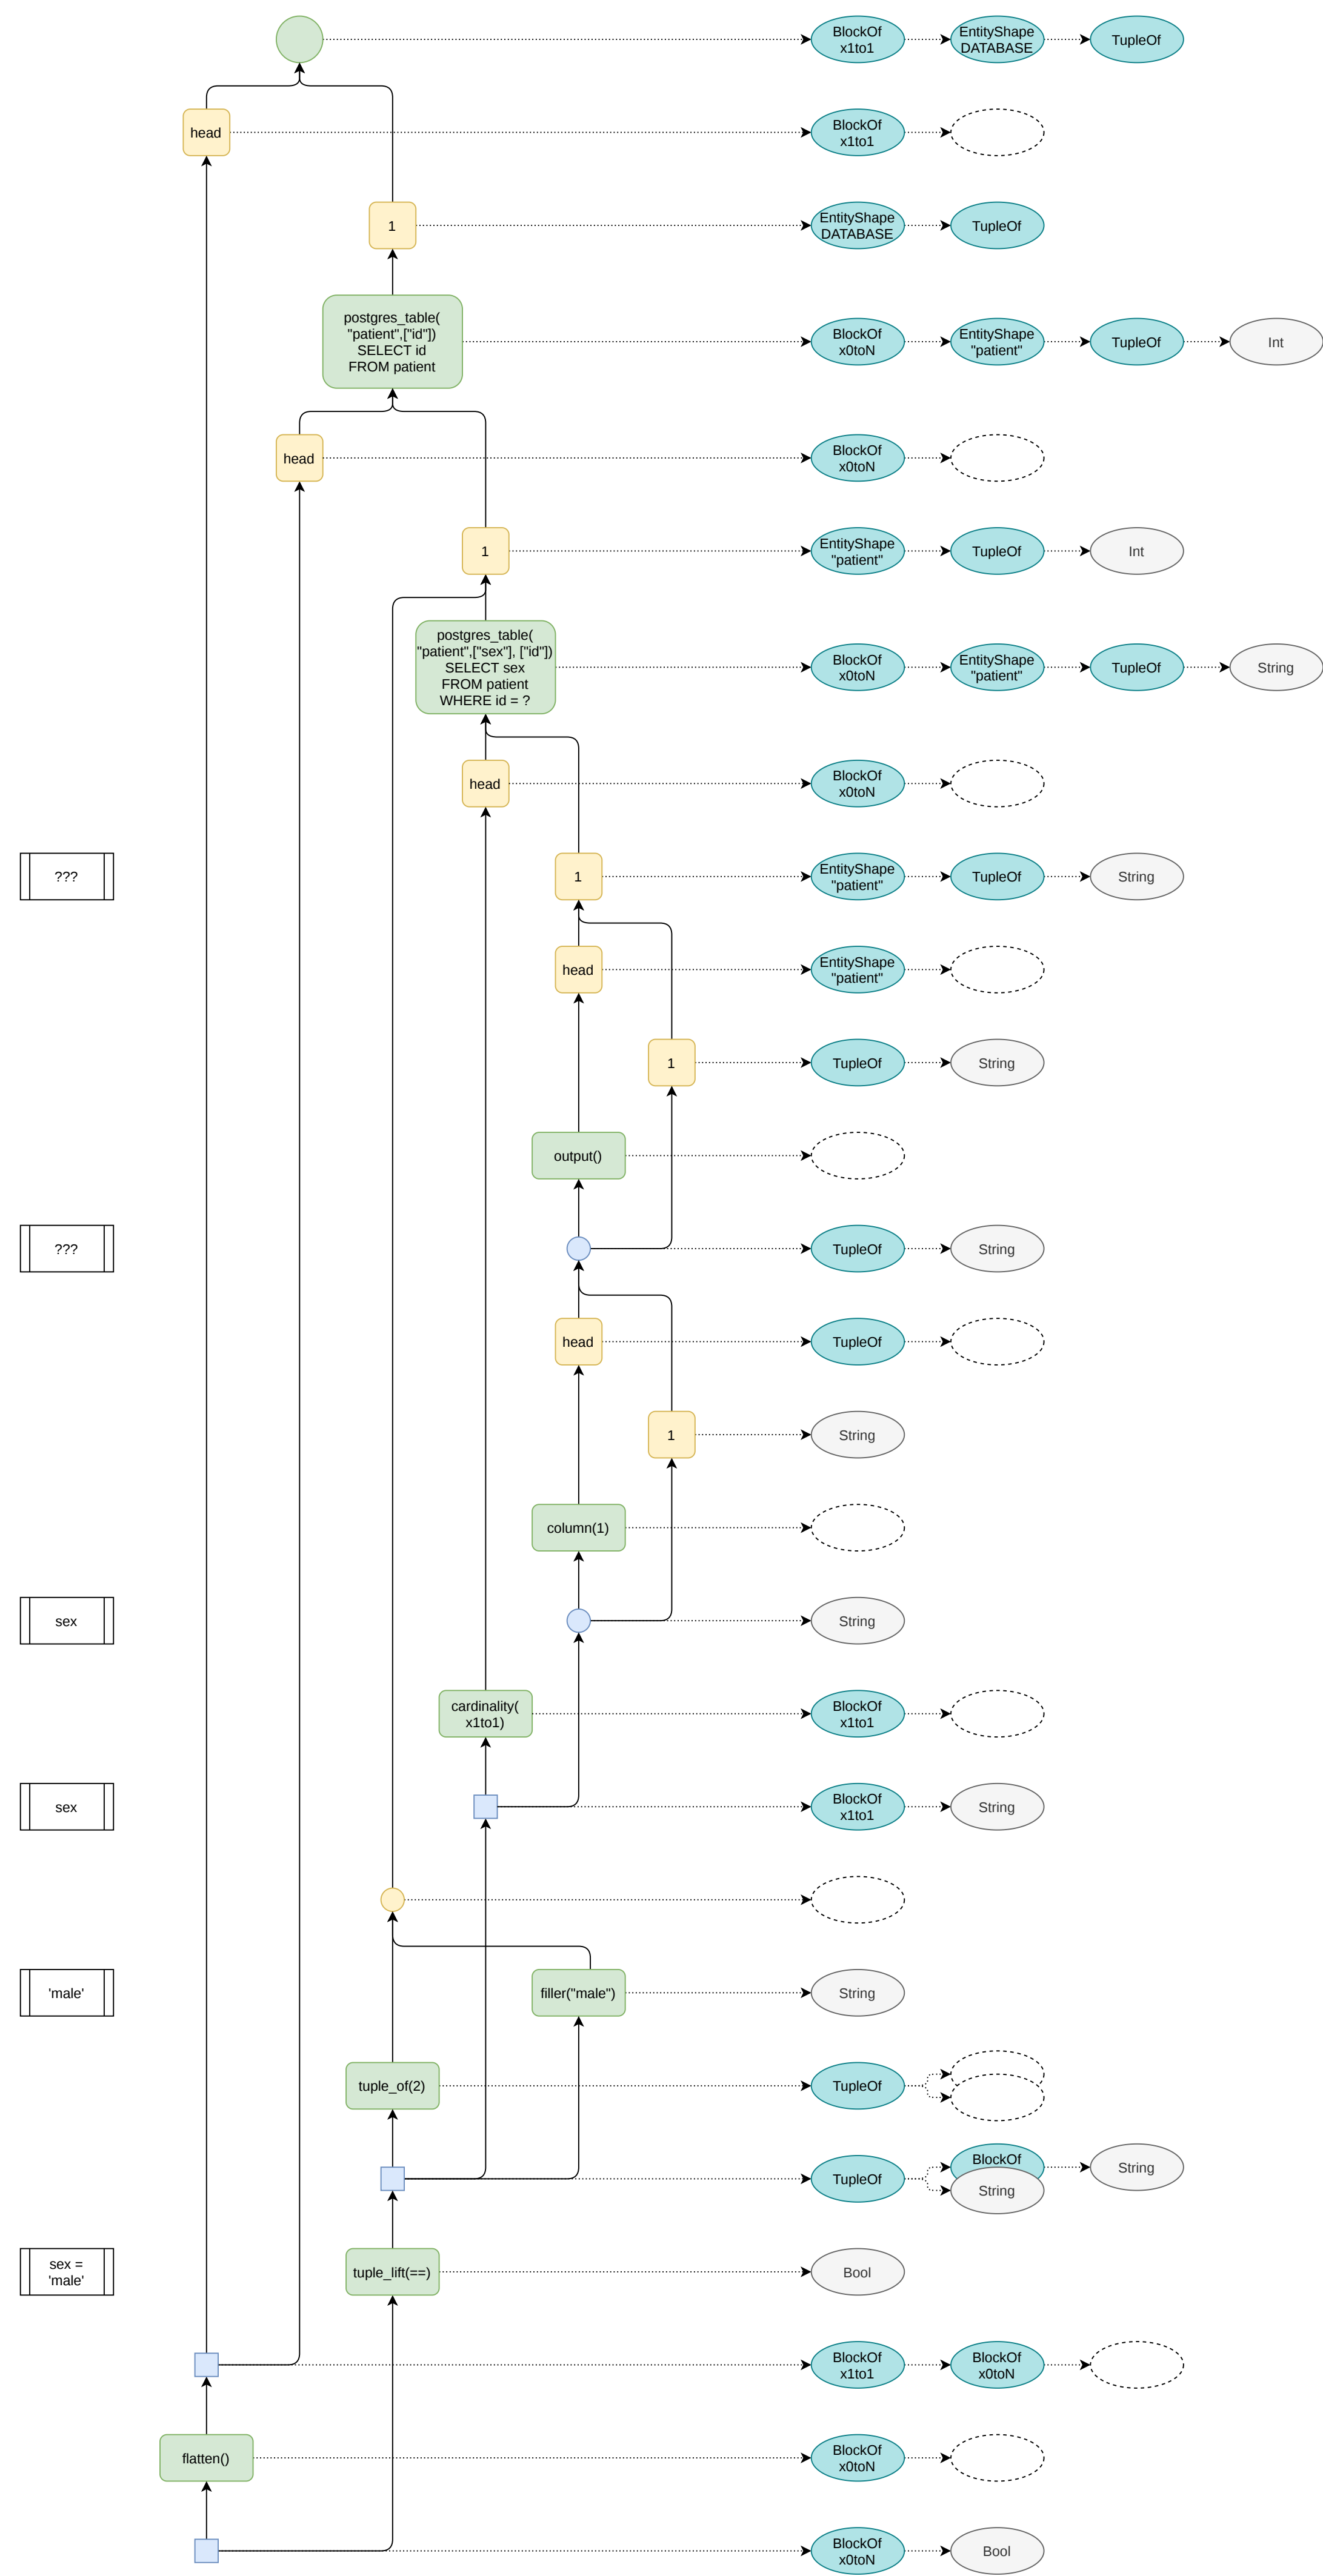 BlockOf
x1to1
EntityShape
DATABASE
TupleOf
head
BlockOf
x1to1
1
EntityShape
DATABASE
TupleOf
postgres_table(
"patient",["id"])
SELECT id
FROM patient
BlockOf
x0toN
EntityShape
"patient"
TupleOf
Int
head
BlockOf
x0toN
1
EntityShape
"patient"
TupleOf
Int
postgres_table(
"patient",["sex"], ["id"])
SELECT sex
FROM patient
WHERE id = ?
BlockOf
x0toN
EntityShape
"patient"
TupleOf
String
head
BlockOf
x0toN
???
1
EntityShape
"patient"
TupleOf
String
head
EntityShape
"patient"
1
TupleOf
String
output()
???
TupleOf
String
head
TupleOf
1
String
column(1)
sex
String
cardinality(
x1to1)
BlockOf
x1to1
sex
BlockOf
x1to1
String
'male'
filler("male")
String
tuple_of(2)
TupleOf
TupleOf
BlockOf
String
String
sex =
'male'
tuple_lift(==)
Bool
BlockOf
x1to1
BlockOf
x0toN
flatten()
BlockOf
x0toN
BlockOf
x0toN
Bool